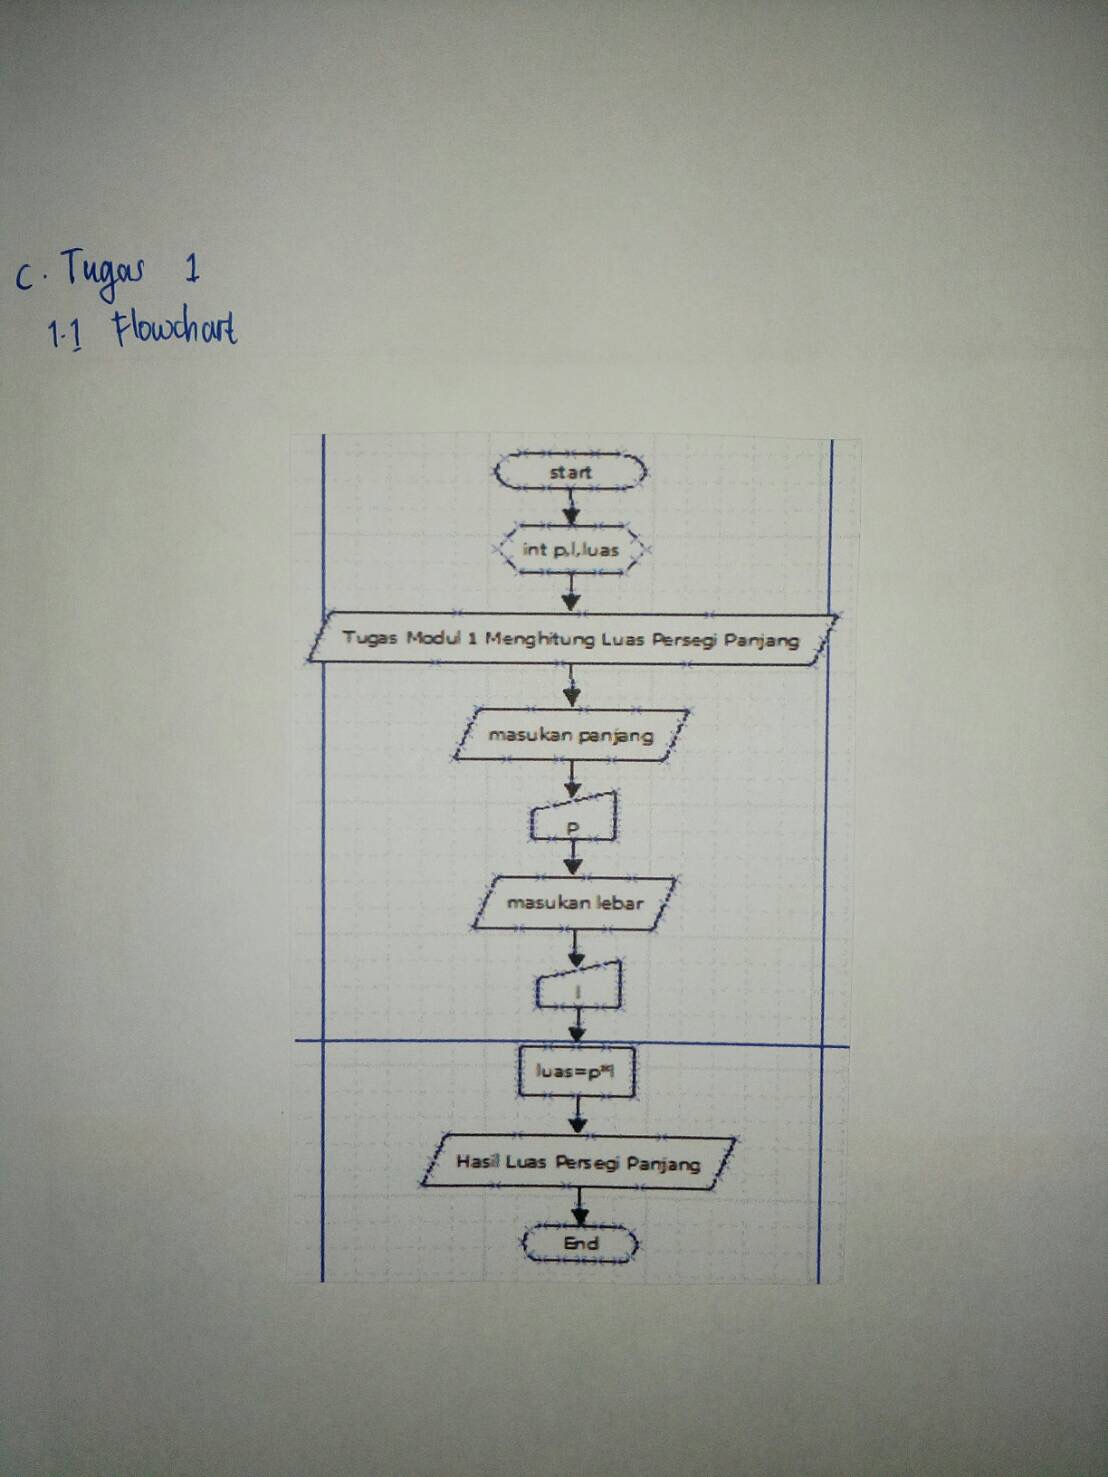 C. Tugas 1
1.1 Flowchart
start
int p,l,luas
Tugas Modul 1 Menghitung Luas Persegi Panjang
masukan panjang
p
masukan lebar
l
luas=p*l
Hasil Luas Persegi Panjang
End